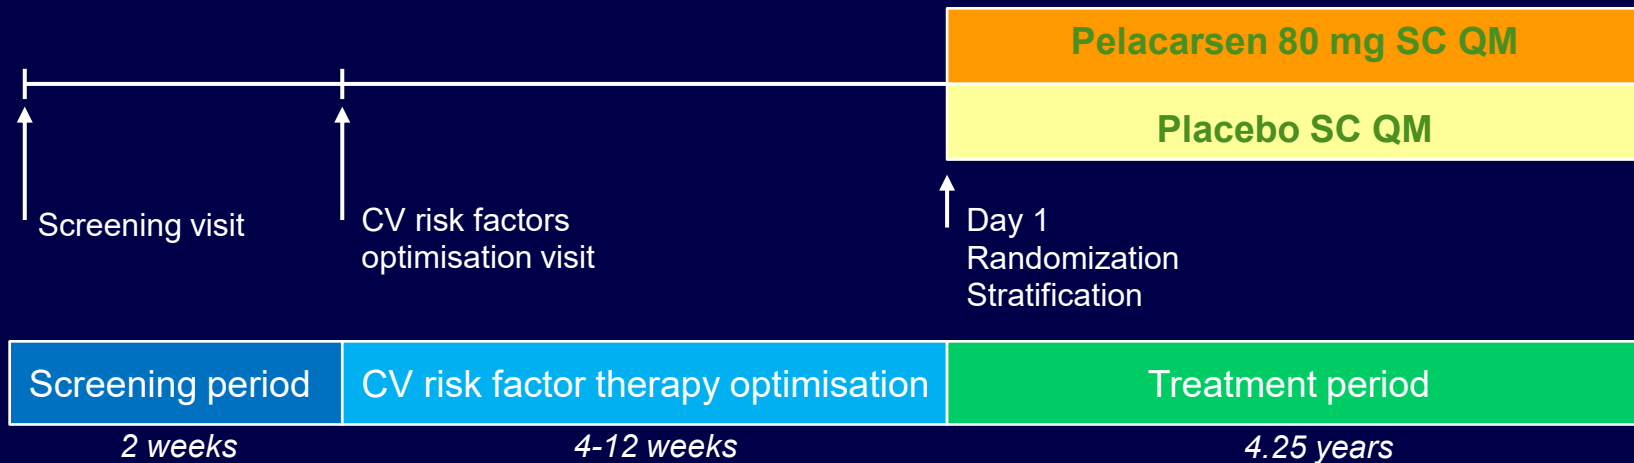 Pelacarsen 80 mg SC QM
Placebo SC QM
Screening visit
CV risk factors
optimisation visit
Day 1
Randomization
Stratification
Screening period
CV risk factor therapy optimisation
Treatment period
2 weeks
4-12 weeks
4.25 years